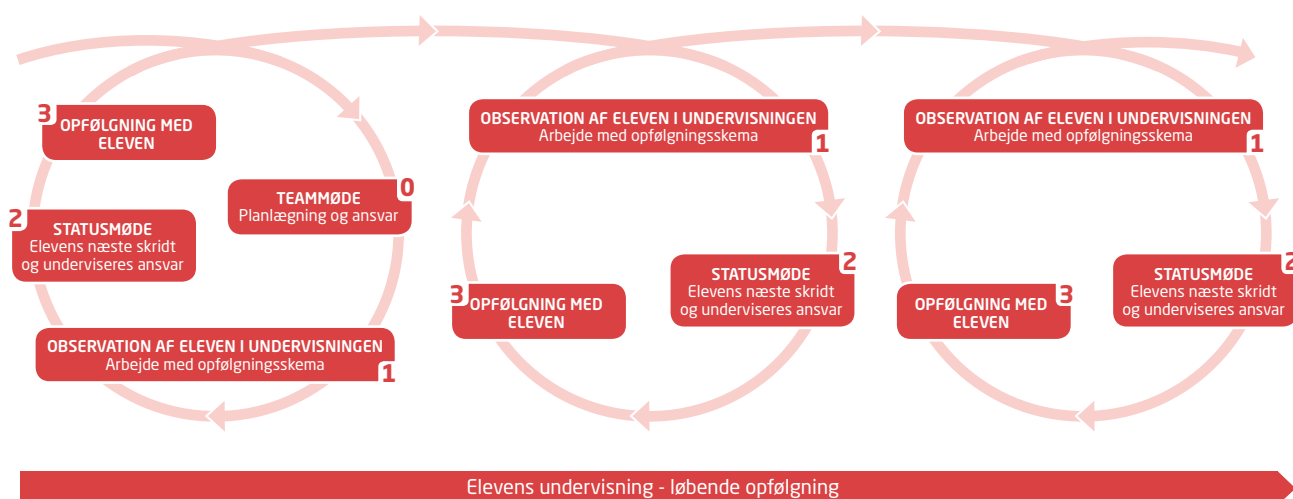 3
OPFØLGNING MED
ELEVEN
0
TEAMMØDE
Planlægning og ansvar
2
STATUSMØDE
Elevens næste skridt
og underviseres ansvar
OBSERVATION AF ELEVEN I UNDERVISNINGEN
Arbejde med opfølgningsskema
1
OBSERVATION AF ELEVEN I UNDERVISNINGEN
Arbejde med opfølgningsskema
1
2
STATUSMØDE
Elevens næste skridt
og underviseres ansvar
3
OPFØLGNING MED
ELEVEN
OBSERVATION AF ELEVEN I UNDERVISNINGEN
Arbejde med opfølgningsskema
1
2
STATUSMØDE
Elevens næste skridt
og underviseres ansvar
3
OPFØLGNING MED
ELEVEN
Elevens undervisning - løbende opfølgning